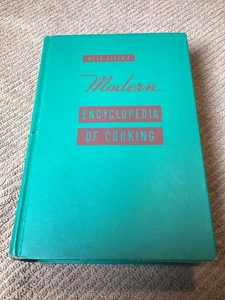 META GIVEN'S
Modern
ENCYCLOPEDIA
OF COOKING